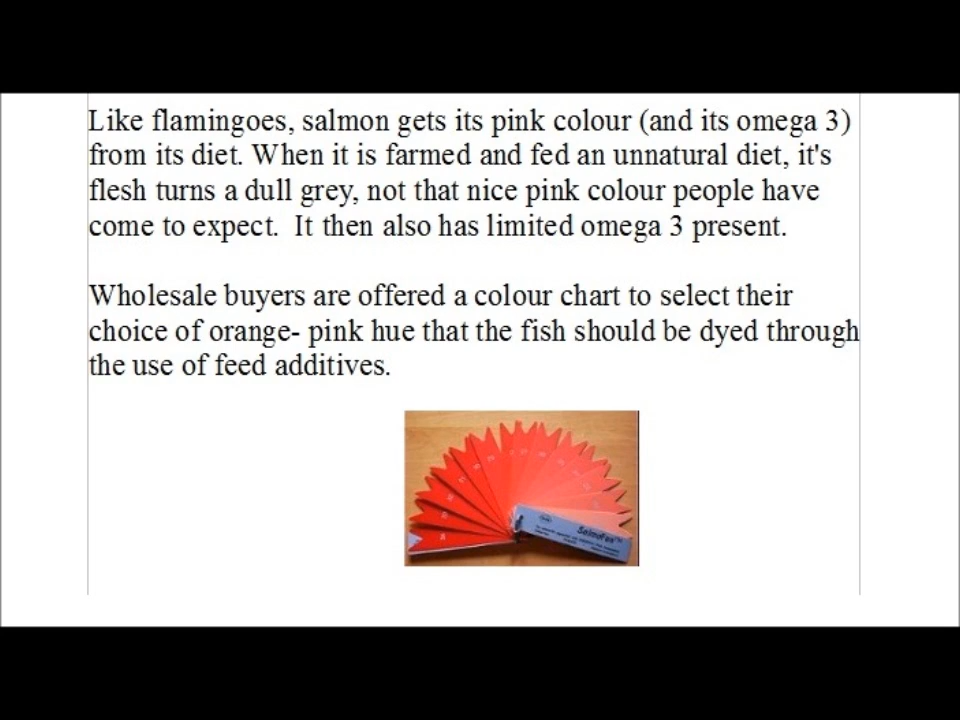 Like flamingoes, salmon gets its pink colour (and its omega 3)
from its diet. When it is farmed and fed an unnatural diet, it's
flesh turns a dull grey, not that nice pink colour people have
come to expect.  It then also has limited omega 3 present.
Wholesale buyers are offered a colour chart to select their
choice of orange- pink hue that the fish should be dyed through
the use of feed additives.
SalmoFan™